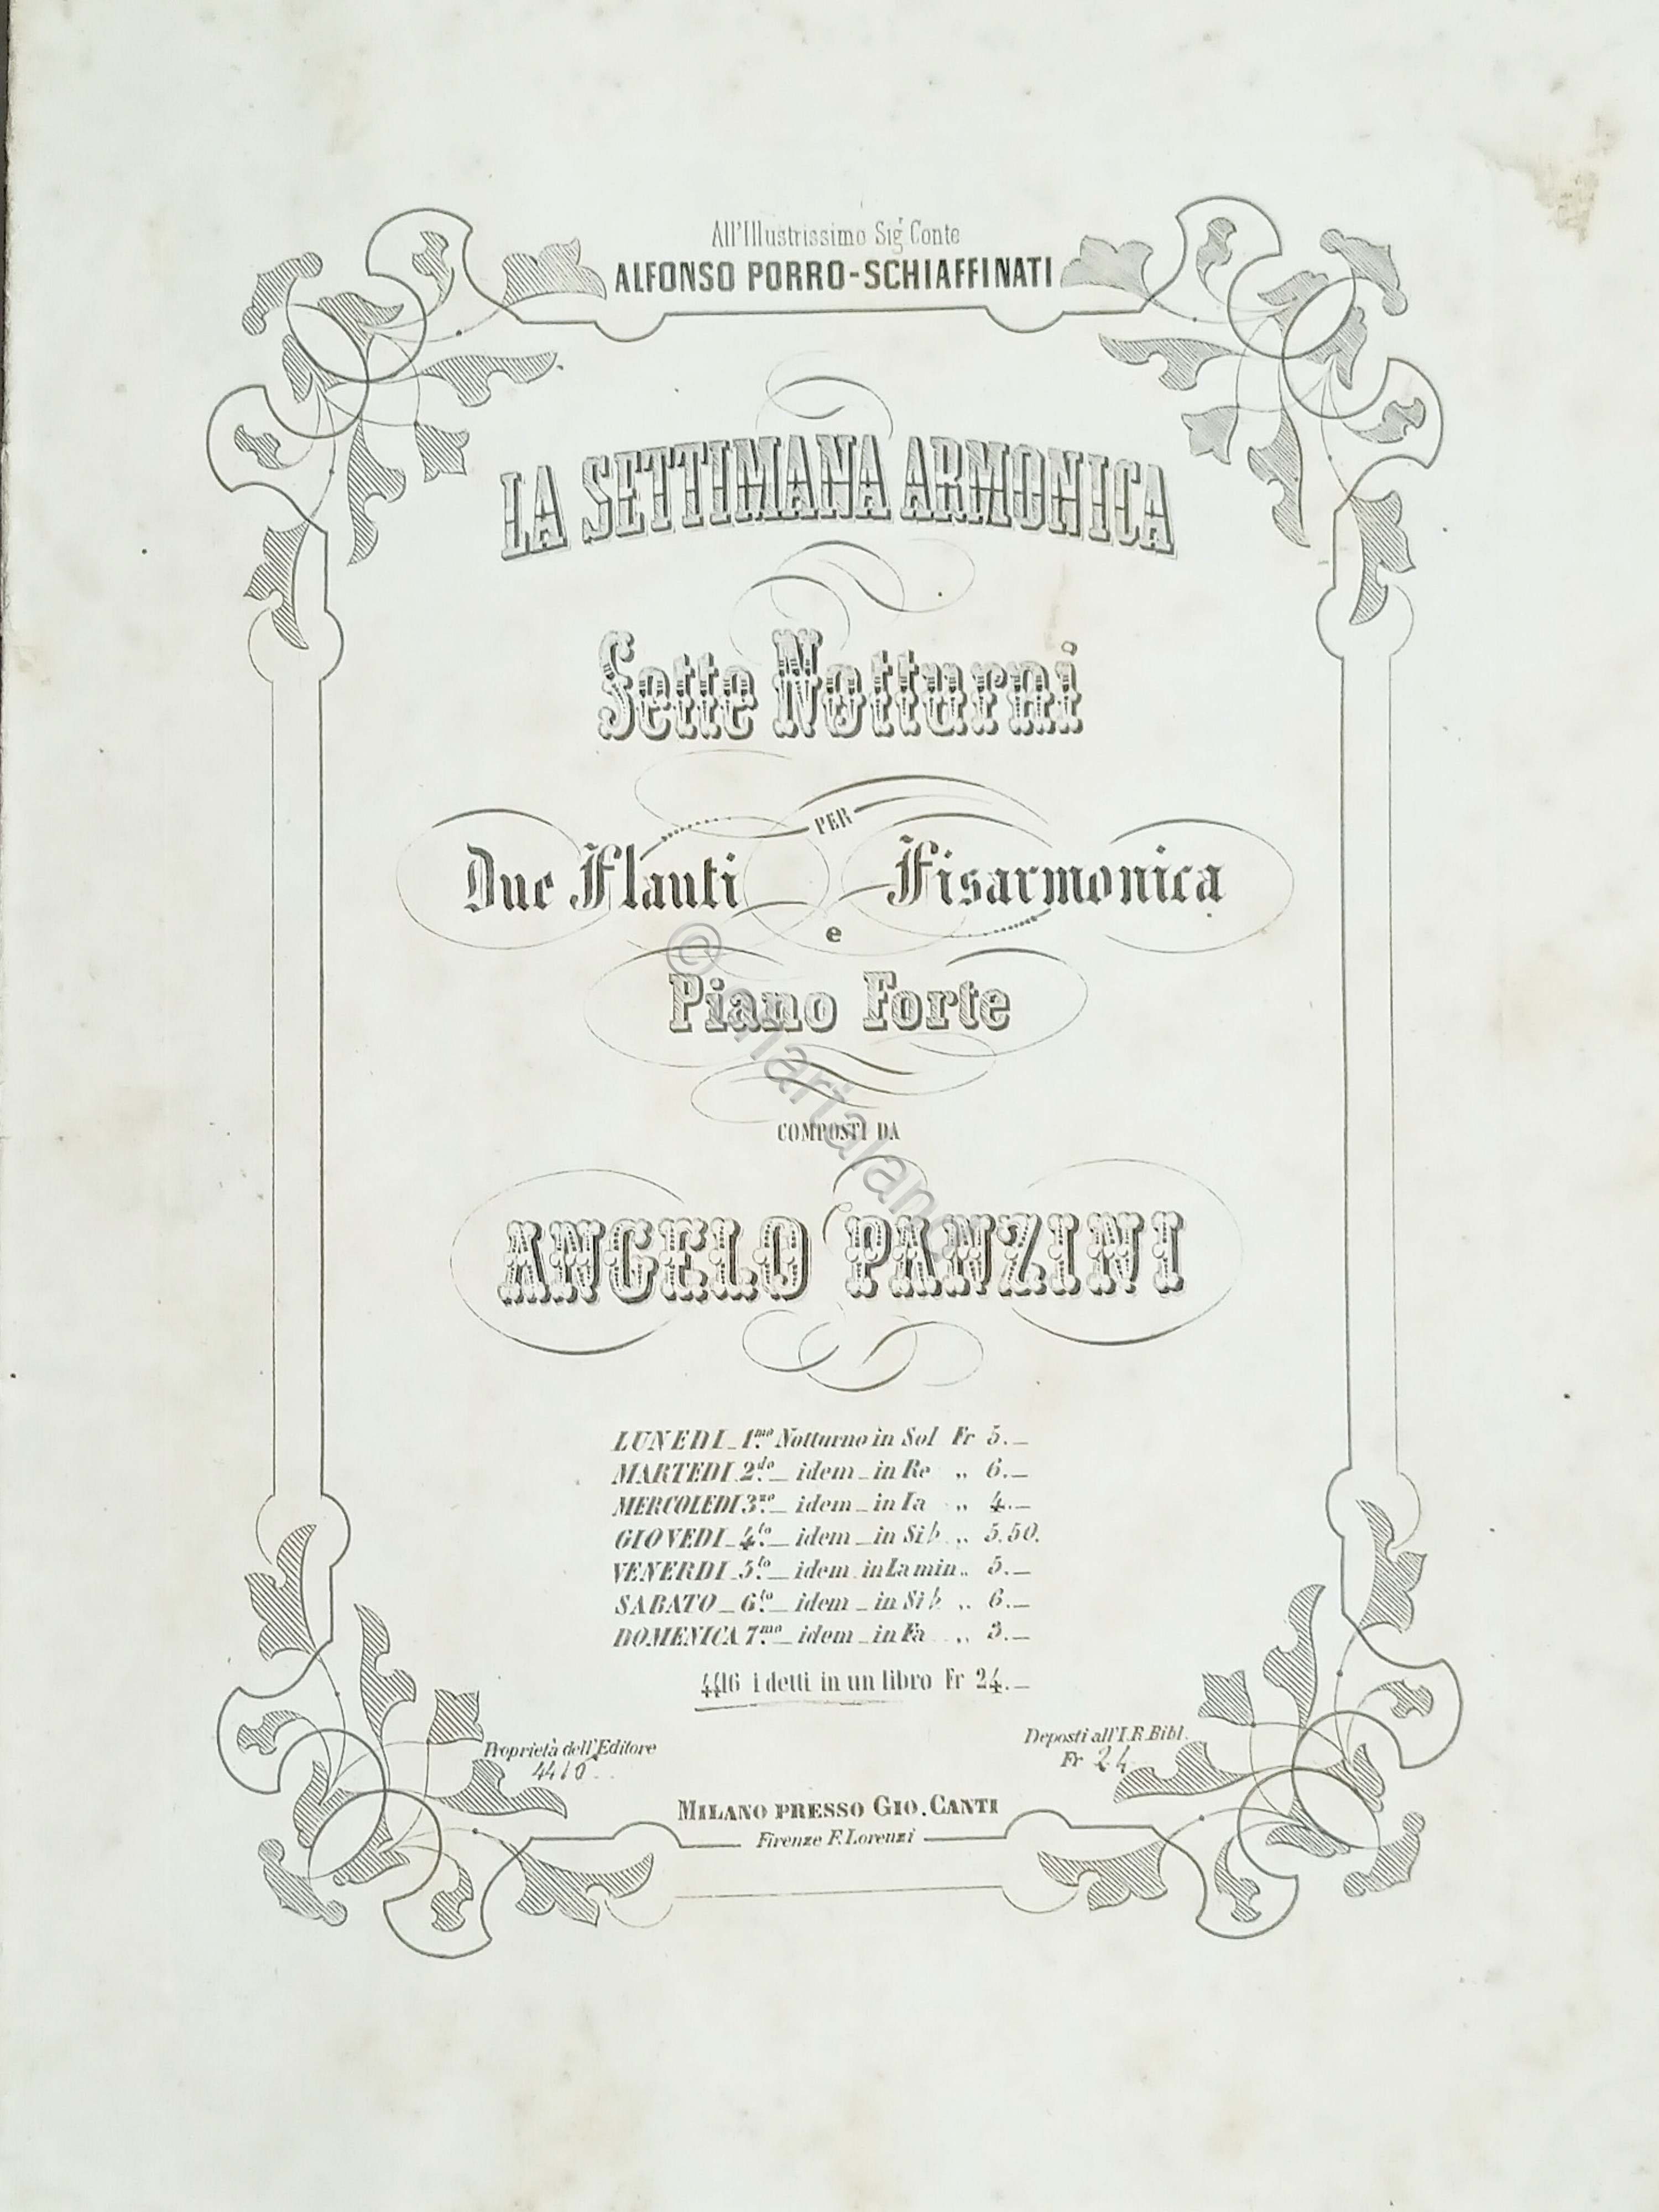 All'Illustrissimo Sigr. Conte
ALFONSO PORRO-SCHIAFFINATI
LA SETTIMANA ARMONICA
Sette Notturni
PER
Due Flauti Fisarmonica
e
Piano Forte
COMPOSTI DA
ANGELO PANZINI
LUNEDI _ 1.mo Notturno in Sol Fr 5._
MARTEDI 2.do _ idem _ in Re „ 6._
MERCOLEDI 3.zo _ idem _ in La „ 4._
GIOVEDI _ 4.to _ idem _ in Si b „ 5.50.
VENERDI _ 5.to _ idem in La min „ 5._
SABATO _ 6.to _ idem _ in Si b „ 6._
DOMENICA 7.mo _ idem _ in Fa „ 3._
4416 i detti in un libro Fr 24._
Proprietà dell'Editore
Deposti all'I.R.Bibl.
Fr 24
MILANO PRESSO GIO. CANTI
Firenze F. Lorenzi